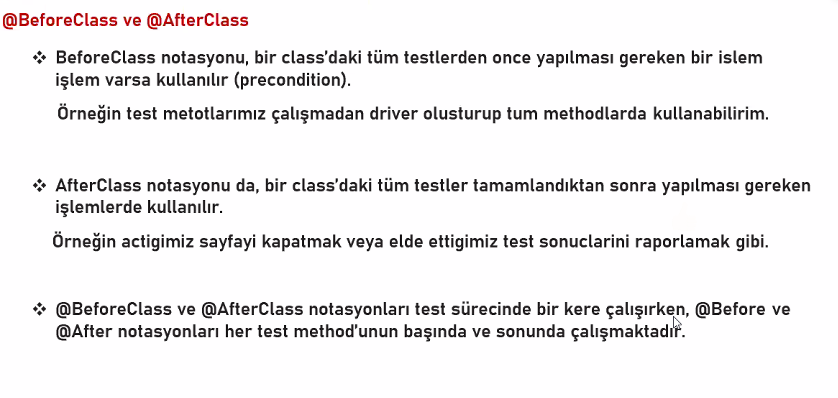 @BeforeClass ve @AfterClass
❖ BeforeClass notasyonu, bir class'daki tüm testlerden once yapılması gereken bir islem
işlem varsa kullanılır (precondition).
Örneğin test metotlarımız çalışmadan driver olusturup tum methodlarda kullanabilirim.
❖ AfterClass notasyonu da, bir class'daki tüm testler tamamlandıktan sonra yapılması gereken
işlemlerde kullanılır.
Örneğin actigimiz sayfayi kapatmak veya elde ettigimiz test sonuclarini raporlamak gibi.
❖ @BeforeClass ve @AfterClass notasyonları test sürecinde bir kere çalışırken, @Before ve
@After notasyonları her test method'unun başında ve sonunda çalışmaktadır.